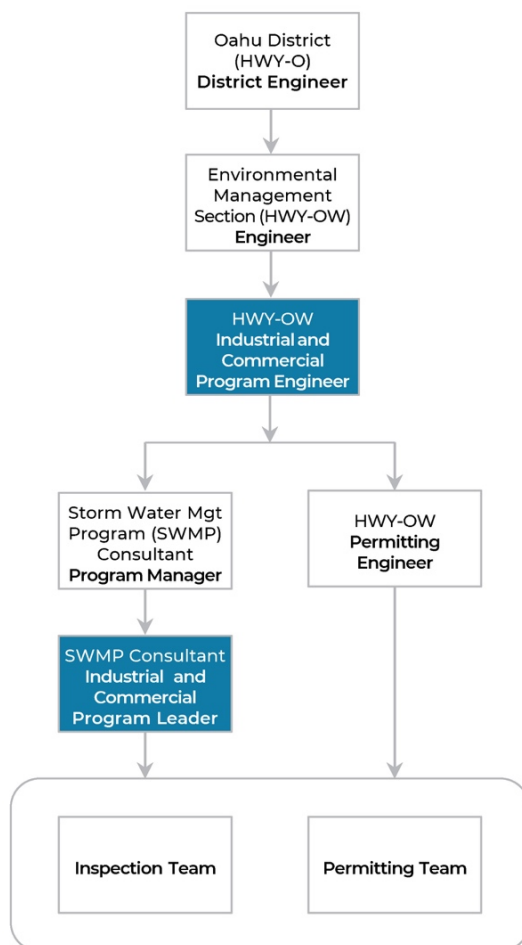 Oahu District
(HWY-O)
District Engineer
Environmental
Management
Section (HWY-OW)
Engineer
HWY-OW
Industrial and
Commercial
Program Engineer
Storm Water Mgt
Program (SWMP)
Consultant
Program Manager
HWY-OW
Permitting
Engineer
SWMP Consultant
Industrial and
Commercial
Program Leader
Inspection Team
Permitting Team